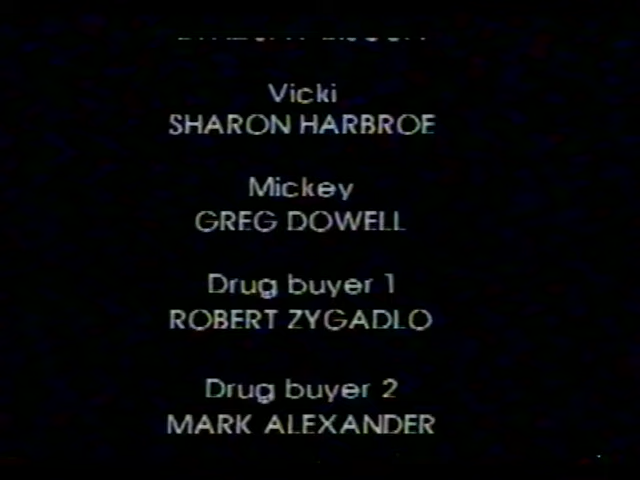 Vicki
SHARON HARBROE
Mickey
GREG DOWELL
Drug buyer 1
ROBERT ZYGADLO
Drug buyer 2
MARK ALEXANDER